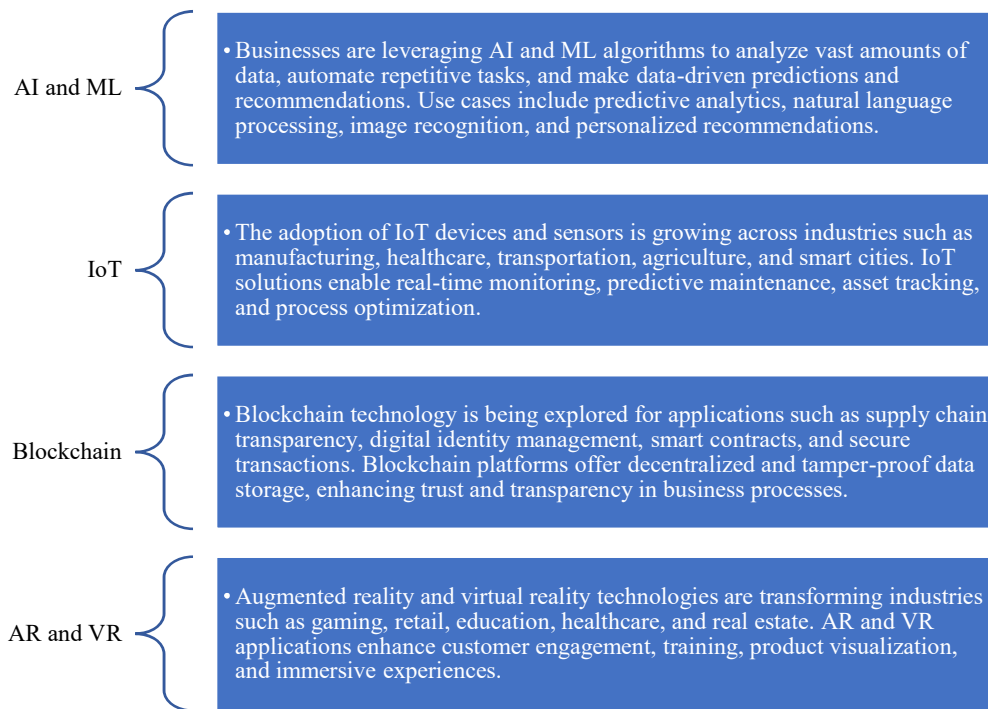 AI and ML
• Businesses are leveraging AI and ML algorithms to analyze vast amounts of
data, automate repetitive tasks, and make data-driven predictions and
recommendations. Use cases include predictive analytics, natural language
processing, image recognition, and personalized recommendations.
IoT
• The adoption of IoT devices and sensors is growing across industries such as
manufacturing, healthcare, transportation, agriculture, and smart cities. IoT
solutions enable real-time monitoring, predictive maintenance, asset tracking,
and process optimization.
Blockchain
• Blockchain technology is being explored for applications such as supply chain
transparency, digital identity management, smart contracts, and secure
transactions. Blockchain platforms offer decentralized and tamper-proof data
storage, enhancing trust and transparency in business processes.
AR and VR
• Augmented reality and virtual reality technologies are transforming industries
such as gaming, retail, education, healthcare, and real estate. AR and VR
applications enhance customer engagement, training, product visualization,
and immersive experiences.